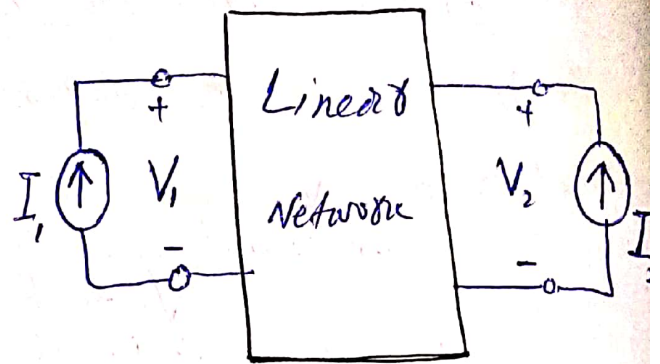 Linear
+
+
I₁
V₁
V₂
Network
-
-